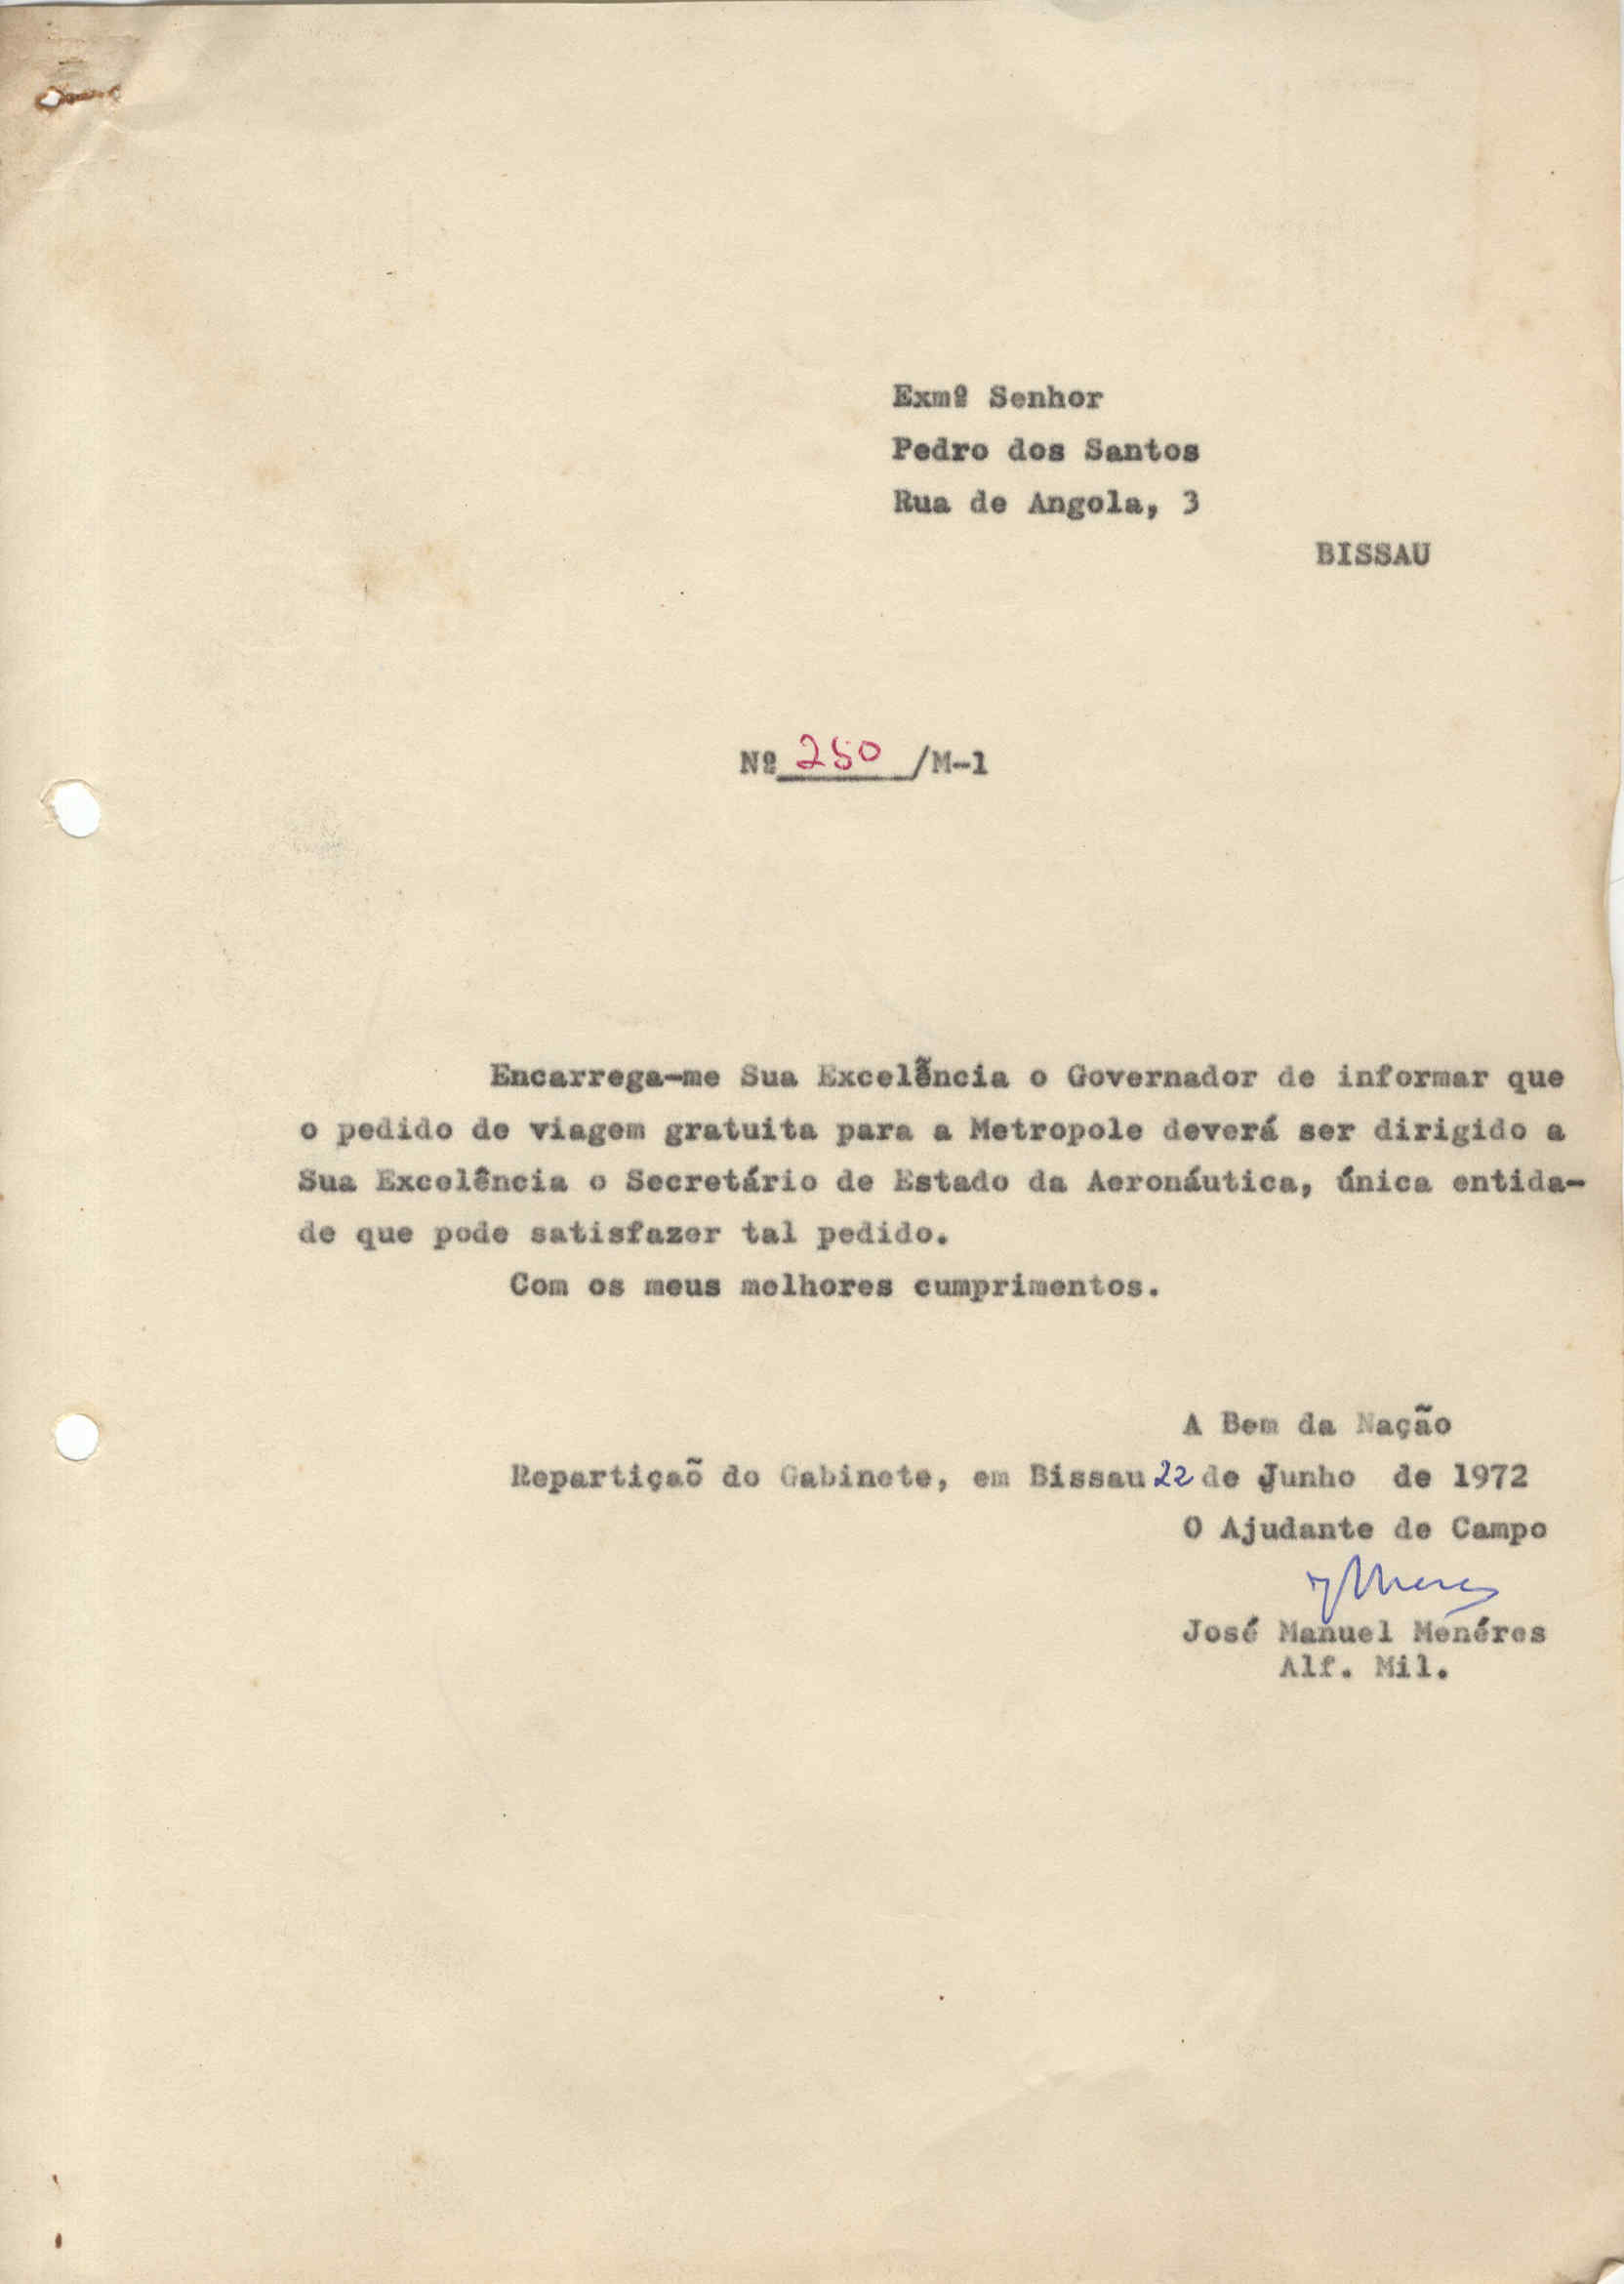 Exmº Senhor
Pedro dos Santos
Rua de Angola, 3
BISSAU
Nº 250 /M-1
Encarrega-me Sua Excelência o Governador de informar que
o pedido de viagem gratuita para a Metropole deverá ser dirigido a
Sua Excelência o Secretário de Estado da Aeronáutica, única entida-
de que pode satisfazer tal pedido.
Com os meus melhores cumprimentos.
A Bem da Nação
Repartiçaõ do Gabinete, em Bissau 22 de Junho de 1972
O Ajudante de Campo
José Manuel Menéres
Alf. Mil.